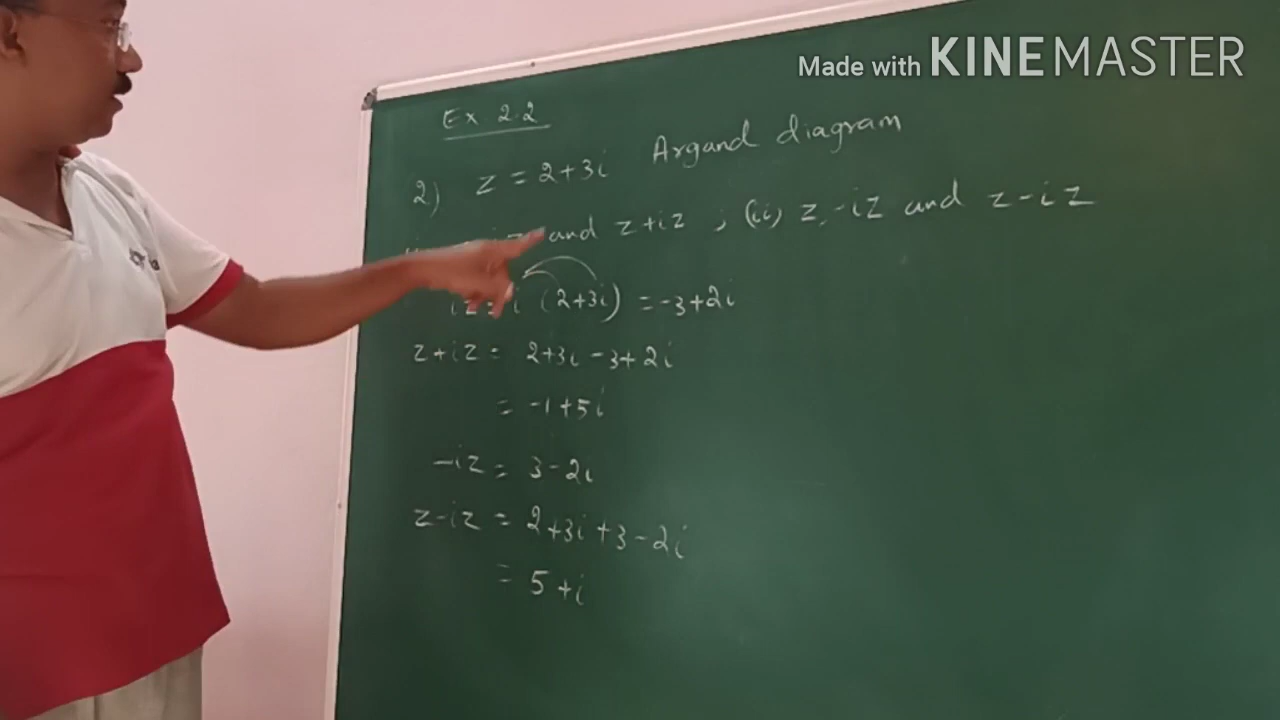 Made with KINEMASTER
Ex 2.2
2) z = 2+3i Argand diagram
and z+iz ; (ii) z, -iz and z-iz
iz = i (2+3i) = -3+2i
z+iz = 2+3i-3+2i
= -1+5i
-iz = 3-2i
z-iz = 2+3i+3-2i
= 5+i